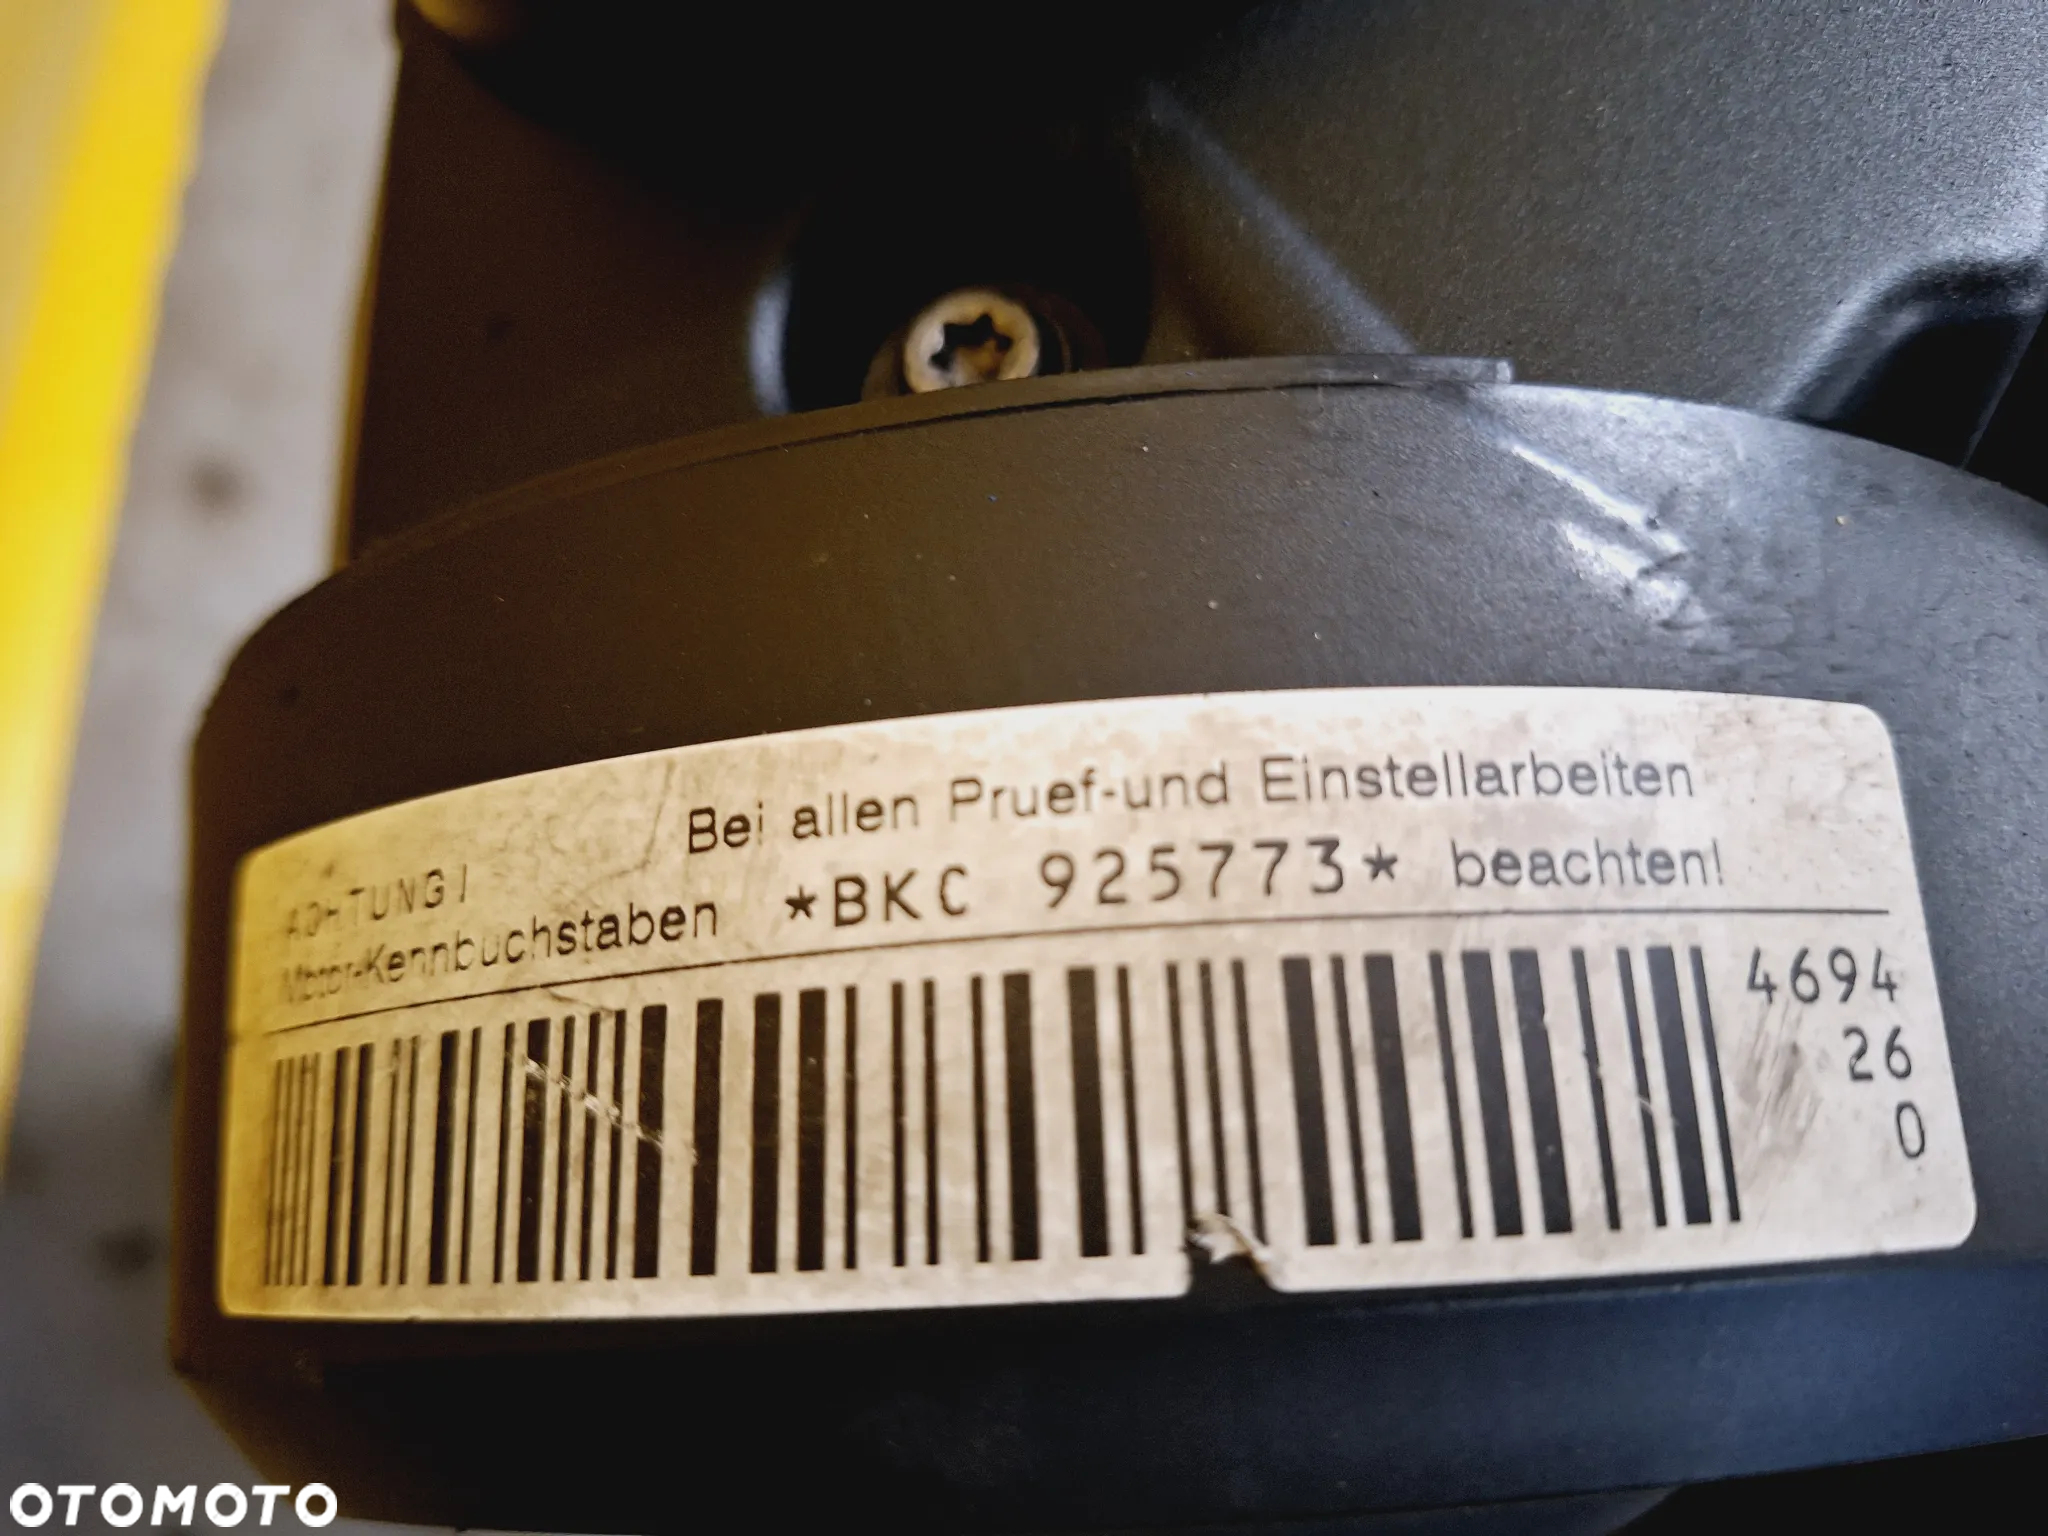 ACHTUNG!
Bei allen Pruef-und Einstellarbeiten
Motor-Kennbuchstaben *BKC 925773* beachten!
4694
26
0
OTOMOTO